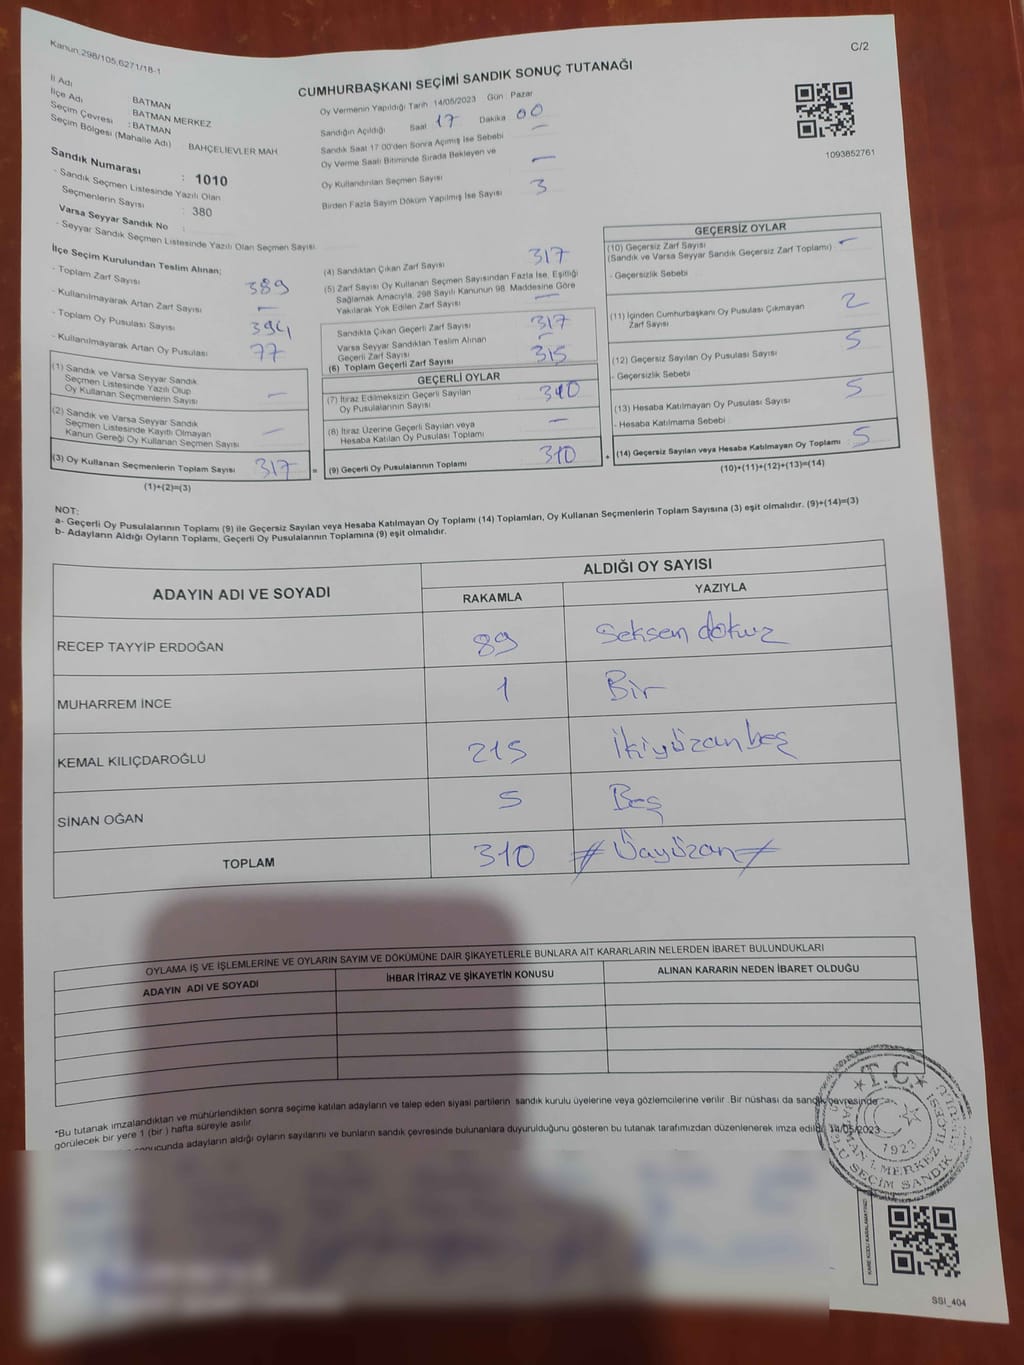 Kanun.298/105,6271/18-1
C/2
CUMHURBAŞKANI SEÇİMİ SANDIK SONUÇ TUTANAĞI
İl Adı BATMAN
İlçe Adı BATMAN MERKEZ
Seçim Çevresi : BATMAN
Seçim Bölgesi (Mahalle Adı) BAHÇELİEVLER MAH
Sandık Numarası : 1010
- Sandık Seçmen Listesinde Yazılı Olan
Seçmenlerin Sayısı : 380
Varsa Seyyar Sandık No :
- Seyyar Sandık Seçmen Listesinde Yazılı Olan Seçmen Sayısı:
Oy Vermenin Yapıldığı Tarih 14/05/2023 Gün : Pazar
Sandığın Açıldığı Saat 17 Dakika 00
Sandık Saat 17:00'den Sonra Açılmış İse Sebebi —
Oy Verme Saati Bitiminde Sırada Bekleyen ve
Oy Kullandırılan Seçmen Sayısı —
Birden Fazla Sayım Döküm Yapılmış İse Sayısı 3
1093852761
İlçe Seçim Kurulundan Teslim Alınan;
- Toplam Zarf Sayısı 389
- Kullanılmayarak Artan Zarf Sayısı —
- Toplam Oy Pusulası Sayısı 394
- Kullanılmayarak Artan Oy Pusulası 77
(1) Sandık ve Varsa Seyyar Sandık
Seçmen Listesinde Yazılı Olup
Oy Kullanan Seçmenlerin Sayısı —
(2) Sandık ve Varsa Seyyar Sandık
Seçmen Listesinde Kayıtlı Olmayan
Kanun Gereği Oy Kullanan Seçmen Sayısı —
(3) Oy Kullanan Seçmenlerin Toplam Sayısı 317 =
(1)+(2)=(3)
(4) Sandıktan Çıkan Zarf Sayısı 317
(5) Zarf Sayısı Oy Kullanan Seçmen Sayısından Fazla İse, Eşitliği
Sağlamak Amacıyla, 298 Sayılı Kanunun 98. Maddesine Göre
Yakılarak Yok Edilen Zarf Sayısı —
Sandıkta Çıkan Geçerli Zarf Sayısı 317
Varsa Seyyar Sandıktan Teslim Alınan
Geçerli Zarf Sayısı —
(6) Toplam Geçerli Zarf Sayısı 315
GEÇERLİ OYLAR
(7) İtiraz Edilmeksizin Geçerli Sayılan
Oy Pusulalarının Sayısı 310
(8) İtiraz Üzerine Geçerli Sayılan veya
Hesaba Katılan Oy Pusulası Toplamı —
(9) Geçerli Oy Pusulalarının Toplamı 310 +
GEÇERSİZ OYLAR
(10) Geçersiz Zarf Sayısı
(Sandık ve Varsa Seyyar Sandık Geçersiz Zarf Toplamı) —
- Geçersizlik Sebebi
(11) İçinden Cumhurbaşkanı Oy Pusulası Çıkmayan
Zarf Sayısı 2
(12) Geçersiz Sayılan Oy Pusulası Sayısı 5
- Geçersizlik Sebebi
(13) Hesaba Katılmayan Oy Pusulası Sayısı 5
- Hesaba Katılmama Sebebi
(14) Geçersiz Sayılan veya Hesaba Katılmayan Oy Toplamı 5
(10)+(11)+(12)+(13)=(14)
NOT:
a- Geçerli Oy Pusulalarının Toplamı (9) ile Geçersiz Sayılan veya Hesaba Katılmayan Oy Toplamı (14) Toplamları, Oy Kullanan Seçmenlerin Toplam Sayısına (3) eşit olmalıdır. (9)+(14)=(3)
b- Adayların Aldığı Oyların Toplamı, Geçerli Oy Pusulalarının Toplamına (9) eşit olmalıdır.
ADAYIN ADI VE SOYADI ALDIĞI OY SAYISI
RAKAMLA YAZIYLA
RECEP TAYYİP ERDOĞAN 89 Seksen dokuz
MUHARREM İNCE 1 Bir
KEMAL KILIÇDAROĞLU 215 İkiyüzonbeş
SİNAN OĞAN 5 Beş
TOPLAM 310 # Üçyüzon #
OYLAMA İŞ VE İŞLEMLERİNE VE OYLARIN SAYIM VE DÖKÜMÜNE DAİR ŞİKAYETLERLE BUNLARA AİT KARARLARIN NELERDEN İBARET BULUNDUKLARI
ADAYIN ADI VE SOYADI İHBAR İTİRAZ VE ŞİKAYETİN KONUSU ALINAN KARARIN NEDEN İBARET OLDUĞU
*Bu tutanak imzalandıktan ve mühürlendikten sonra seçime katılan adayların ve talep eden siyasi partilerin sandık kurulu üyelerine veya gözlemcilerine verilir. Bir nüshası da sandık çevresinde
görülecek bir yere 1 (bir) hafta süreyle asılır
sonucunda adayların aldığı oyların sayılarını ve bunların sandık çevresinde bulunanlara duyurulduğunu gösteren bu tutanak tarafımızdan düzenlenerek imza edildi. 14/05/2023
T.C.
1923
KARE KODU KARALAMAYINIZ!
SSİ_404